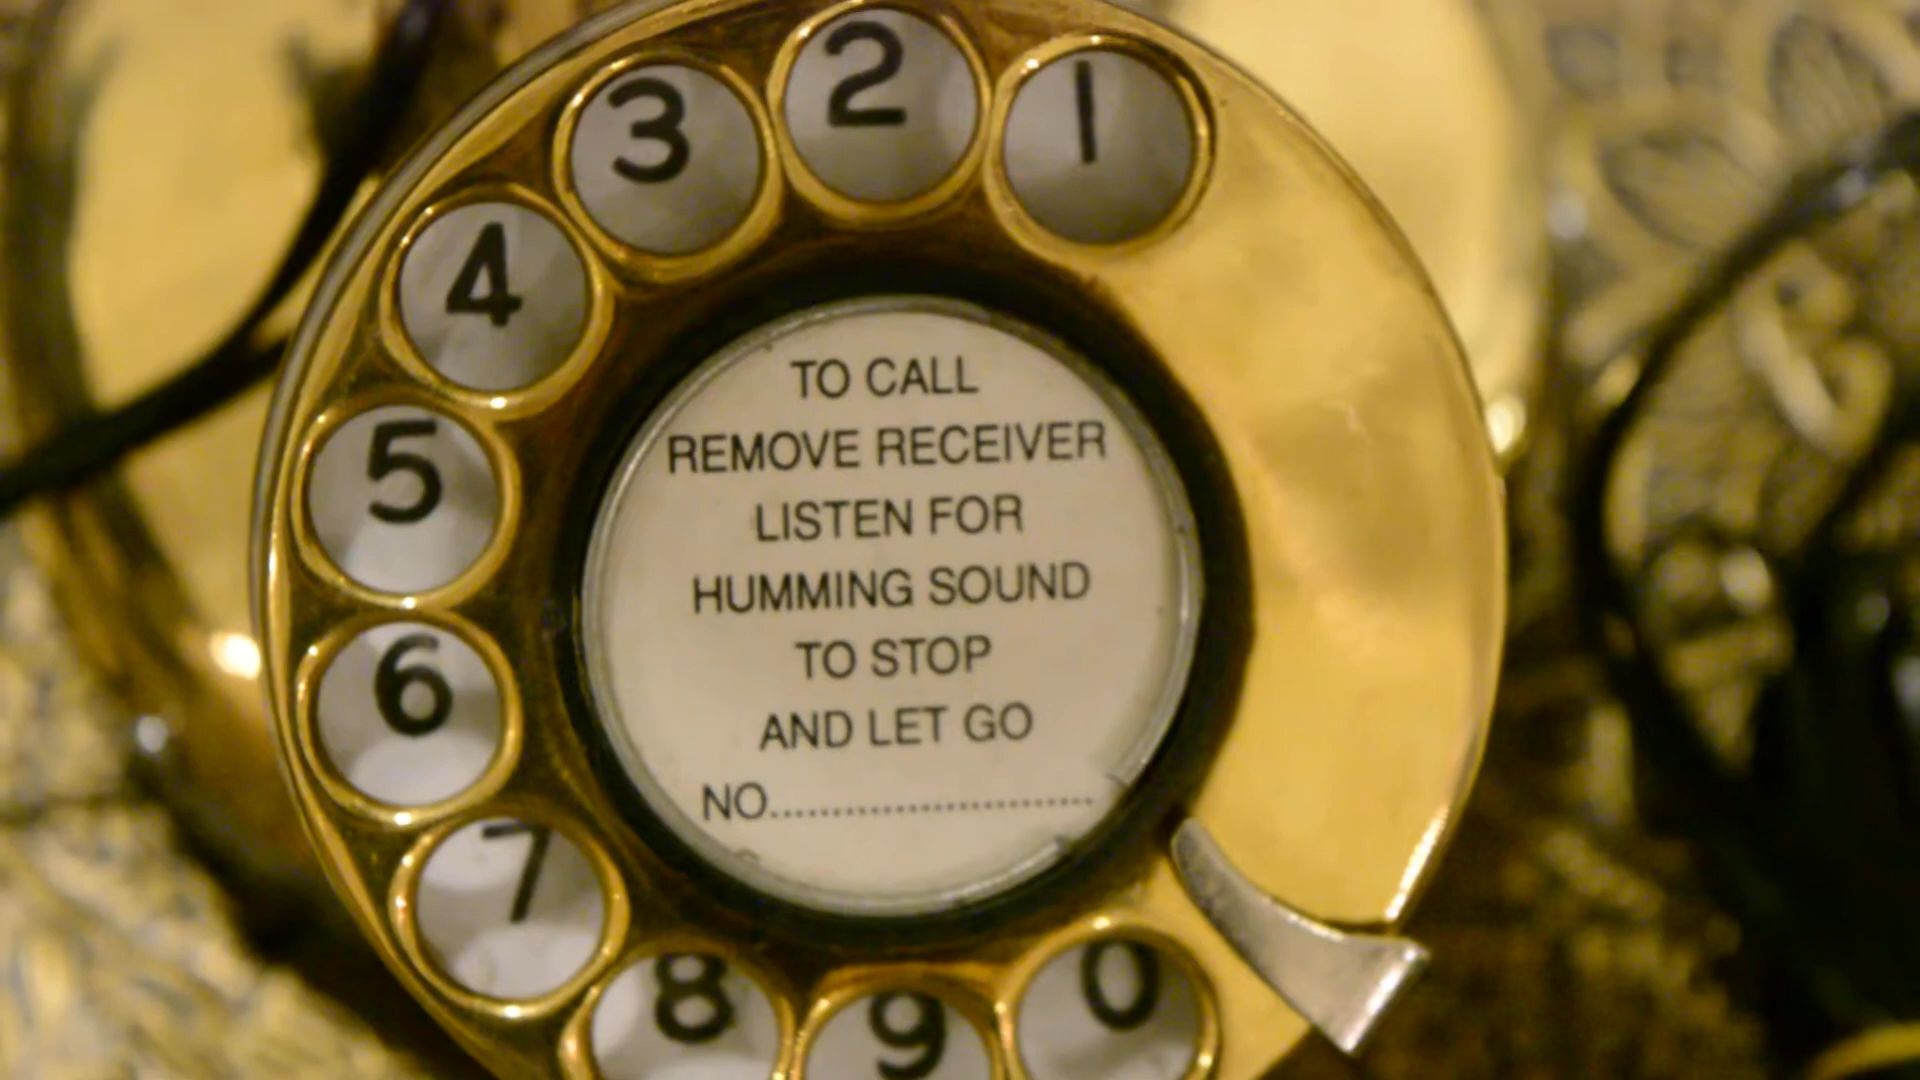 2
1
3
4
5
6
7
8
9
0
TO CALL
REMOVE RECEIVER
LISTEN FOR
HUMMING SOUND
TO STOP
AND LET GO
NO...........................